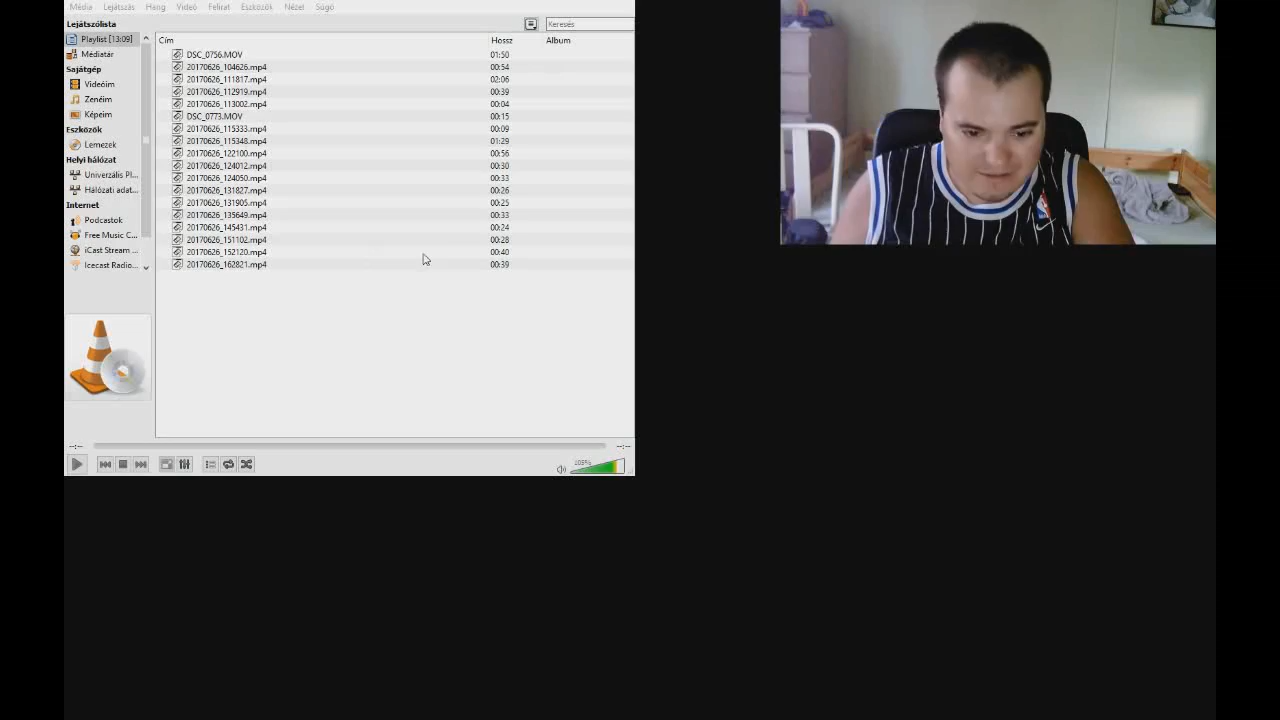 Média Lejátszás Hang Videó Felirat Eszközök Nézet Súgó
Lejátszólista
Keresés
Playlist [13:09]
Médiatár
Sajátgép
Videóim
Zenéim
Képeim
Eszközök
Lemezek
Helyi hálózat
Univerzális Pl...
Hálózati adat...
Internet
Podcastok
Free Music C...
iCast Stream ...
Icecast Radio...
Cím Hossz Album
DSC_0756.MOV 01:50
20170626_104626.mp4 00:54
20170626_111817.mp4 02:06
20170626_112919.mp4 00:39
20170626_113002.mp4 00:04
DSC_0773.MOV 00:15
20170626_115333.mp4 00:09
20170626_115348.mp4 01:29
20170626_122100.mp4 00:56
20170626_124012.mp4 00:30
20170626_124050.mp4 00:33
20170626_131827.mp4 00:26
20170626_131905.mp4 00:25
20170626_135649.mp4 00:33
20170626_145431.mp4 00:24
20170626_151102.mp4 00:28
20170626_152120.mp4 00:40
20170626_162821.mp4 00:39
--:-- --:--
105%